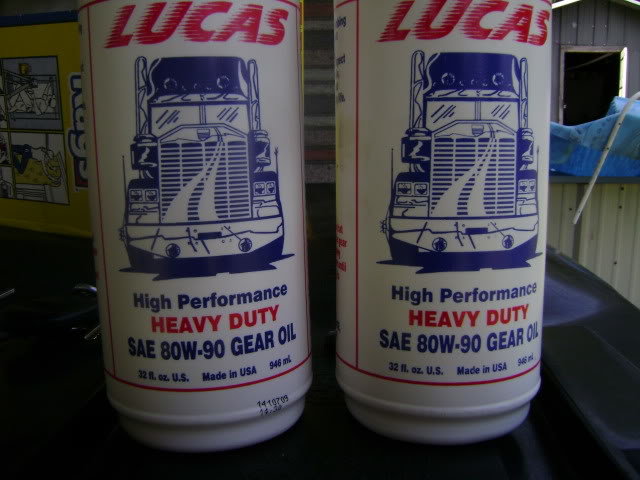 LUCAS
High Performance
HEAVY DUTY
SAE 80W-90 GEAR OIL
32 fl. oz. U.S. Made in USA 946 mL
LUCAS
High Performance
HEAVY DUTY
SAE 80W-90 GEAR OIL
32 fl. oz. U.S. Made in USA 946 mL